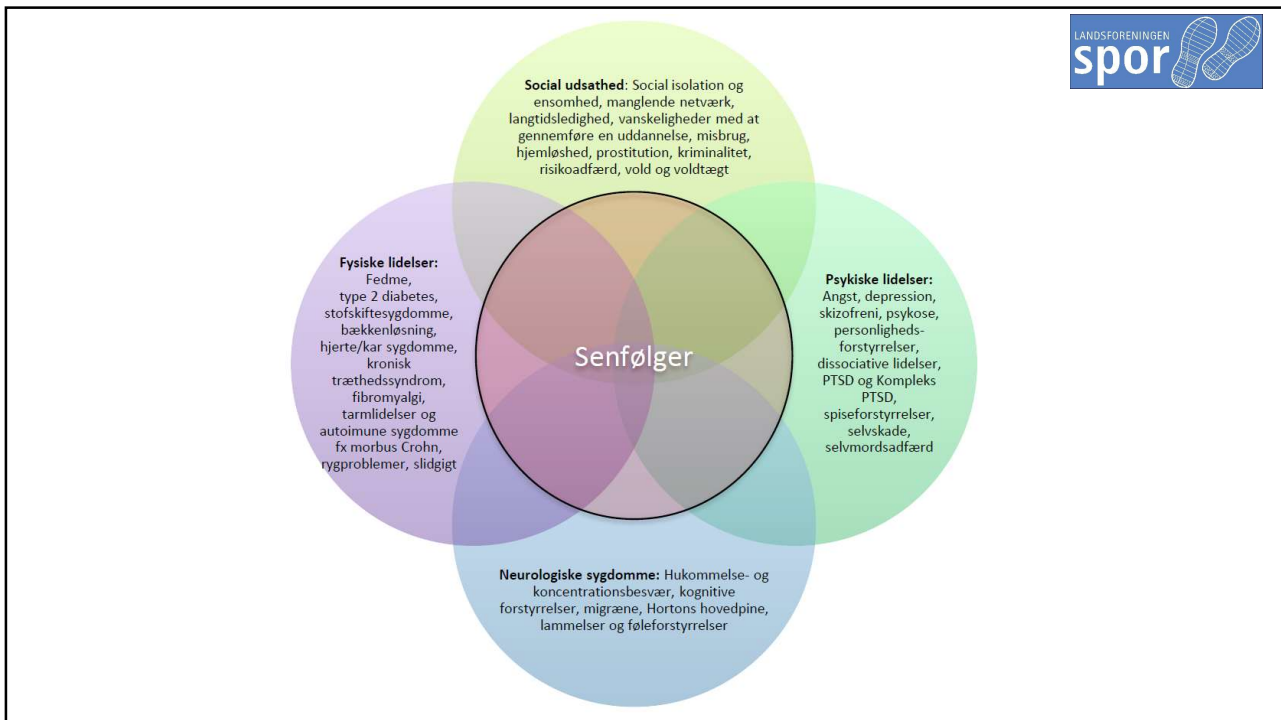 LANDSFORENINGEN
spor
Social udsathed: Social isolation og
ensomhed, manglende netværk,
langtidsledighed, vanskeligheder med at
gennemføre en uddannelse, misbrug,
hjemløshed, prostitution, kriminalitet,
risikoadfærd, vold og voldtægt
Fysiske lidelser:
Fedme,
type 2 diabetes,
stofskiftesygdomme,
bækkenløsning,
hjerte/kar sygdomme,
kronisk
træthedssyndrom,
fibromyalgi,
tarmlidelser og
autoimune sygdomme
fx morbus Crohn,
rygproblemer, slidgigt
Senfølger
Psykiske lidelser:
Angst, depression,
skizofreni, psykose,
personligheds-
forstyrrelser,
dissociative lidelser,
PTSD og Kompleks
PTSD,
spiseforstyrrelser,
selvskade,
selvmordsadfærd
Neurologiske sygdomme: Hukommelse- og
koncentrationsbesvær, kognitive
forstyrrelser, migræne, Hortons hovedpine,
lammelser og føleforstyrrelser